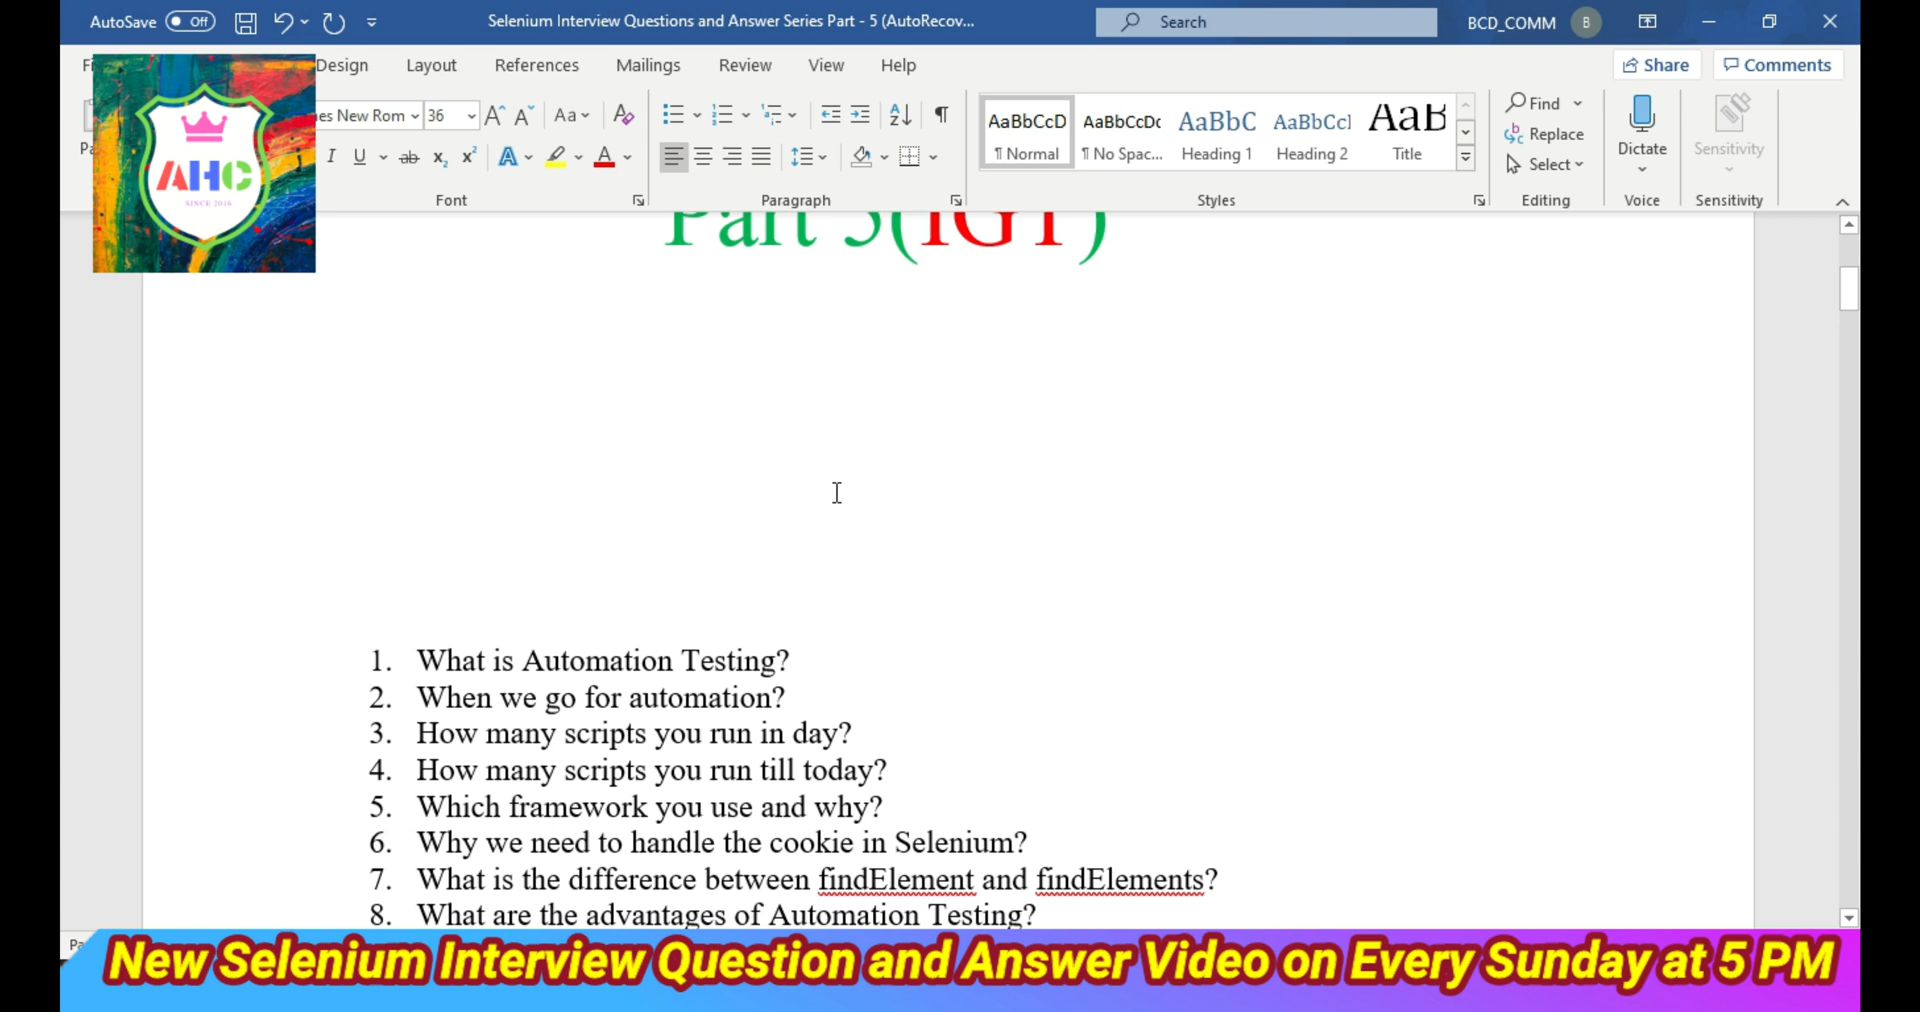 AutoSave Off Selenium Interview Questions and Answer Series Part - 5 (AutoRecov... Search BCD_COMM B
Design Layout References Mailings Review View Help Share Comments
es New Rom 36 Aa
AaBbCcD AaBbCcDc AaBbC AaBbCcI AaB
¶ Normal ¶ No Spac... Heading 1 Heading 2 Title
Find
Replace
Select
Dictate
Sensitivity
Font Paragraph Styles Editing Voice Sensitivity
AHC
SINCE 2016
Part 5(IGT)
1. What is Automation Testing?
2. When we go for automation?
3. How many scripts you run in day?
4. How many scripts you run till today?
5. Which framework you use and why?
6. Why we need to handle the cookie in Selenium?
7. What is the difference between findElement and findElements?
8. What are the advantages of Automation Testing?
New Selenium Interview Question and Answer Video on Every Sunday at 5 PM